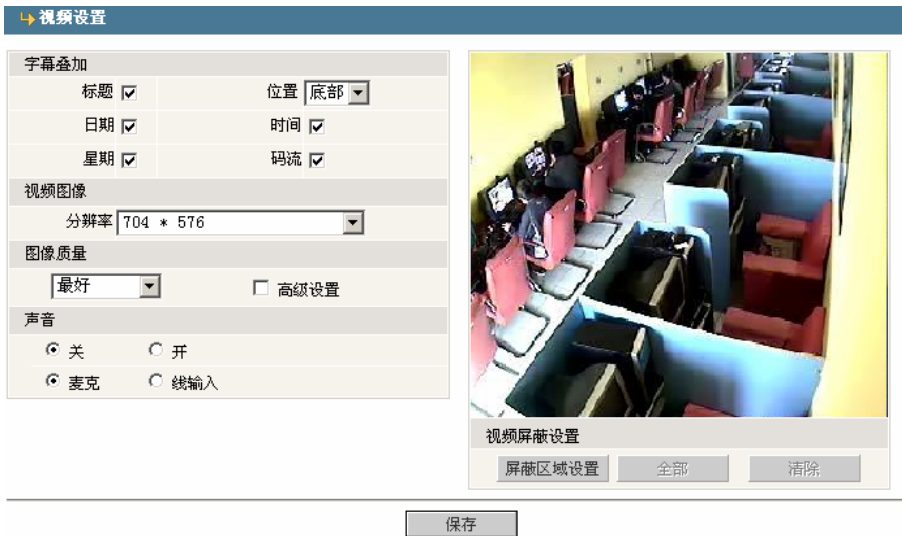 视频设置
字幕叠加
标题 位置 底部
日期 时间
星期 码流
视频图像
分辨率 704 * 576
图像质量
最好 高级设置
声音
关 开
麦克 线输入
视频屏蔽设置
屏蔽区域设置 全部 清除
保存